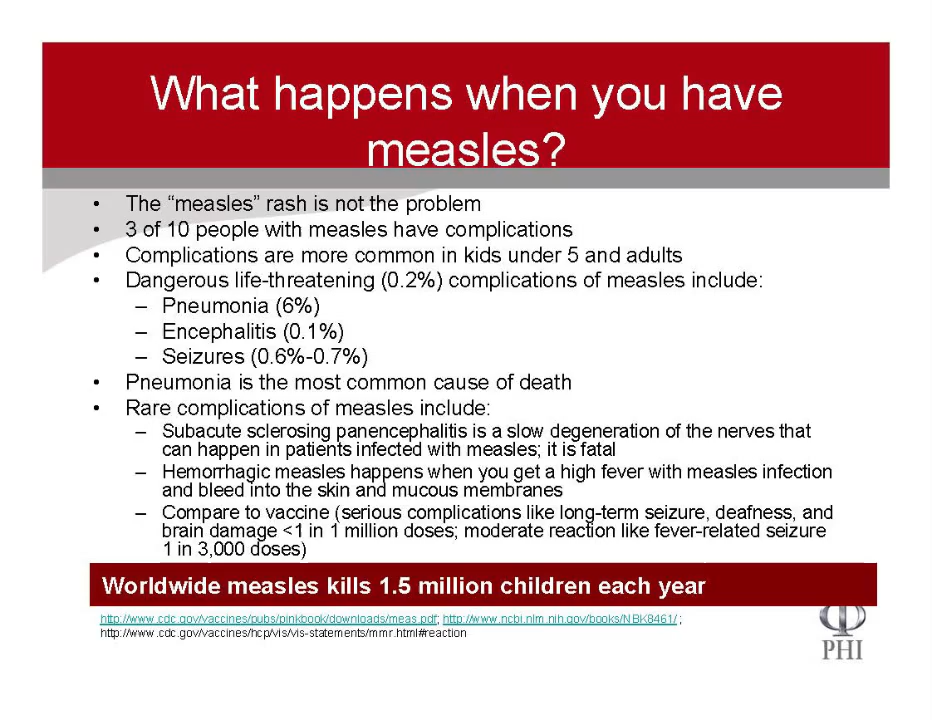 What happens when you have
measles?
• The “measles” rash is not the problem
• 3 of 10 people with measles have complications
• Complications are more common in kids under 5 and adults
• Dangerous life-threatening (0.2%) complications of measles include:
– Pneumonia (6%)
– Encephalitis (0.1%)
– Seizures (0.6%-0.7%)
• Pneumonia is the most common cause of death
• Rare complications of measles include:
– Subacute sclerosing panencephalitis is a slow degeneration of the nerves that
can happen in patients infected with measles; it is fatal
– Hemorrhagic measles happens when you get a high fever with measles infection
and bleed into the skin and mucous membranes
– Compare to vaccine (serious complications like long-term seizure, deafness, and
brain damage <1 in 1 million doses; moderate reaction like fever-related seizure
1 in 3,000 doses)
Worldwide measles kills 1.5 million children each year
http://www.cdc.gov/vaccines/pubs/pinkbook/downloads/meas.pdf; http://www.ncbi.nlm.nih.gov/books/NBK8461/ ;
http://www.cdc.gov/vaccines/hcp/vis/vis-statements/mmr.html#reaction
PHI